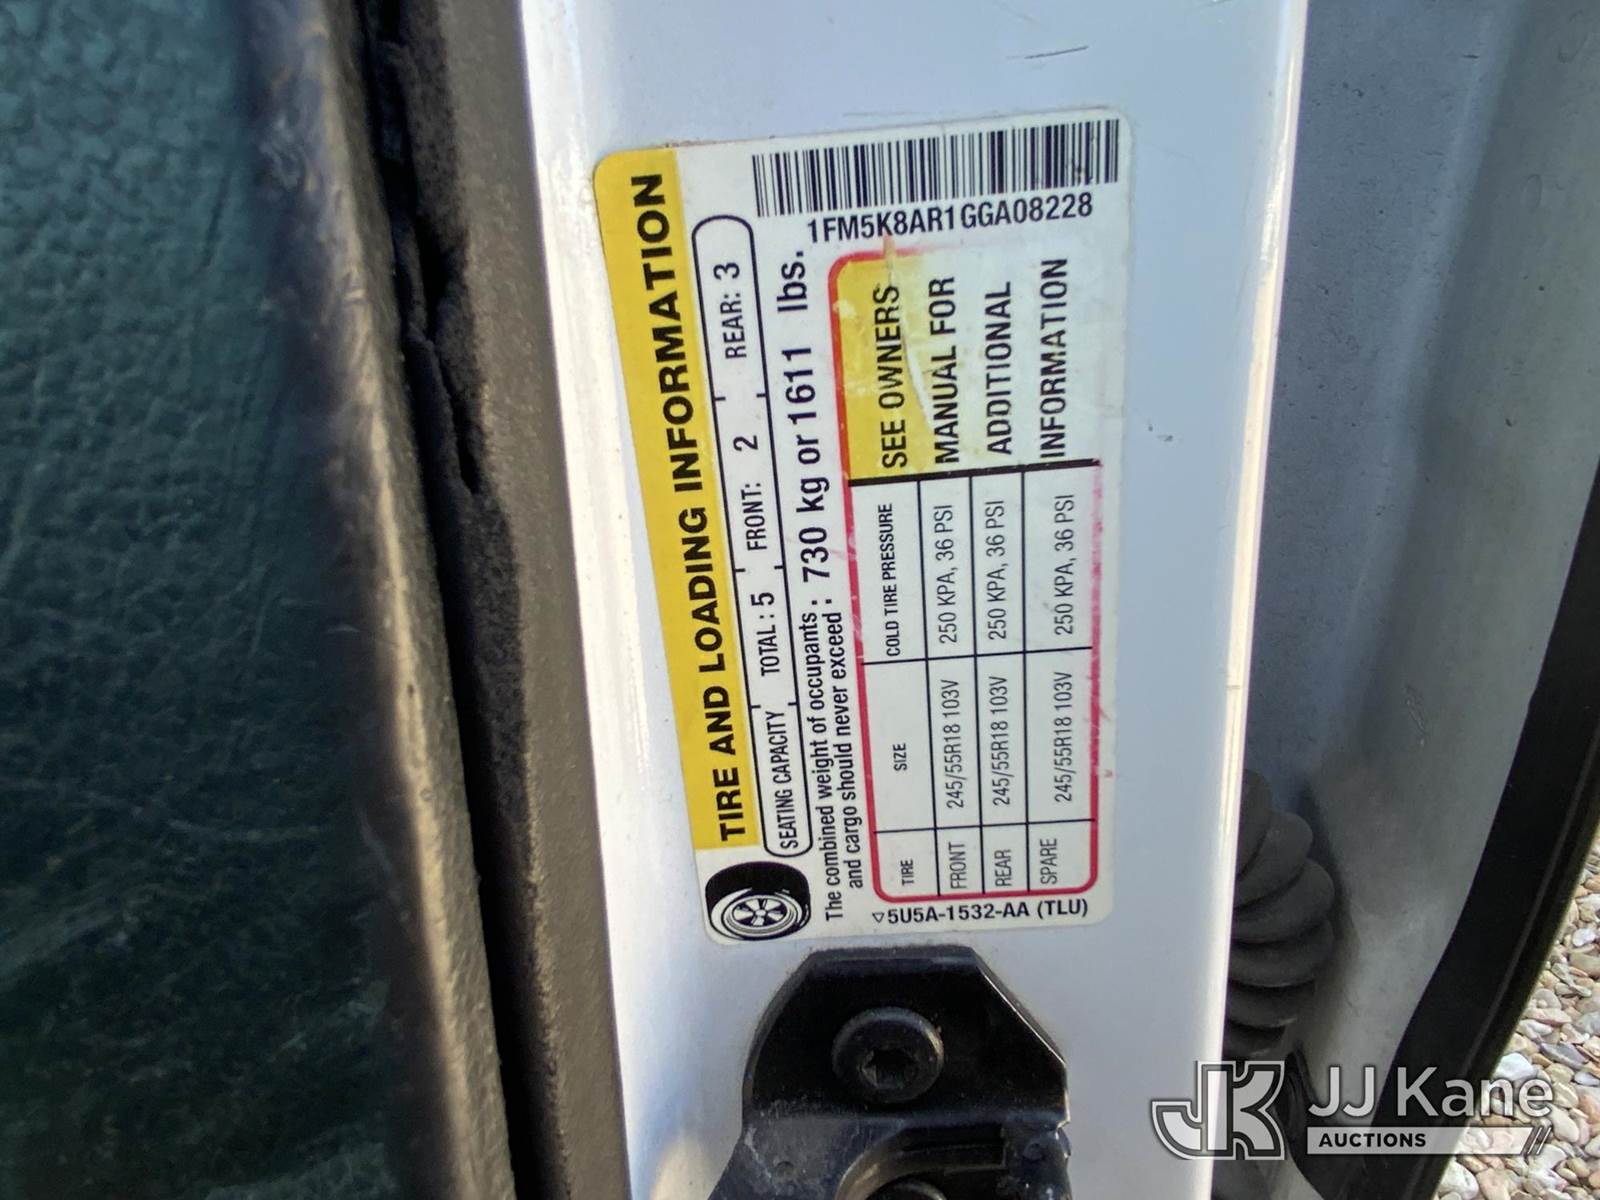 1FM5K8AR1GGA08228
TIRE AND LOADING INFORMATION
SEATING CAPACITY TOTAL : 5 FRONT: 2 REAR: 3
The combined weight of occupants : 730 kg or 1611 lbs.
and cargo should never exceed :
TIRE SIZE COLD TIRE PRESSURE
FRONT 245/55R18 103V 250 KPA, 36 PSI
REAR 245/55R18 103V 250 KPA, 36 PSI
SPARE 245/55R18 103V 250 KPA, 36 PSI
SEE OWNERS
MANUAL FOR
ADDITIONAL
INFORMATION
5U5A-1532-AA (TLU)
JK JJ Kane
AUCTIONS